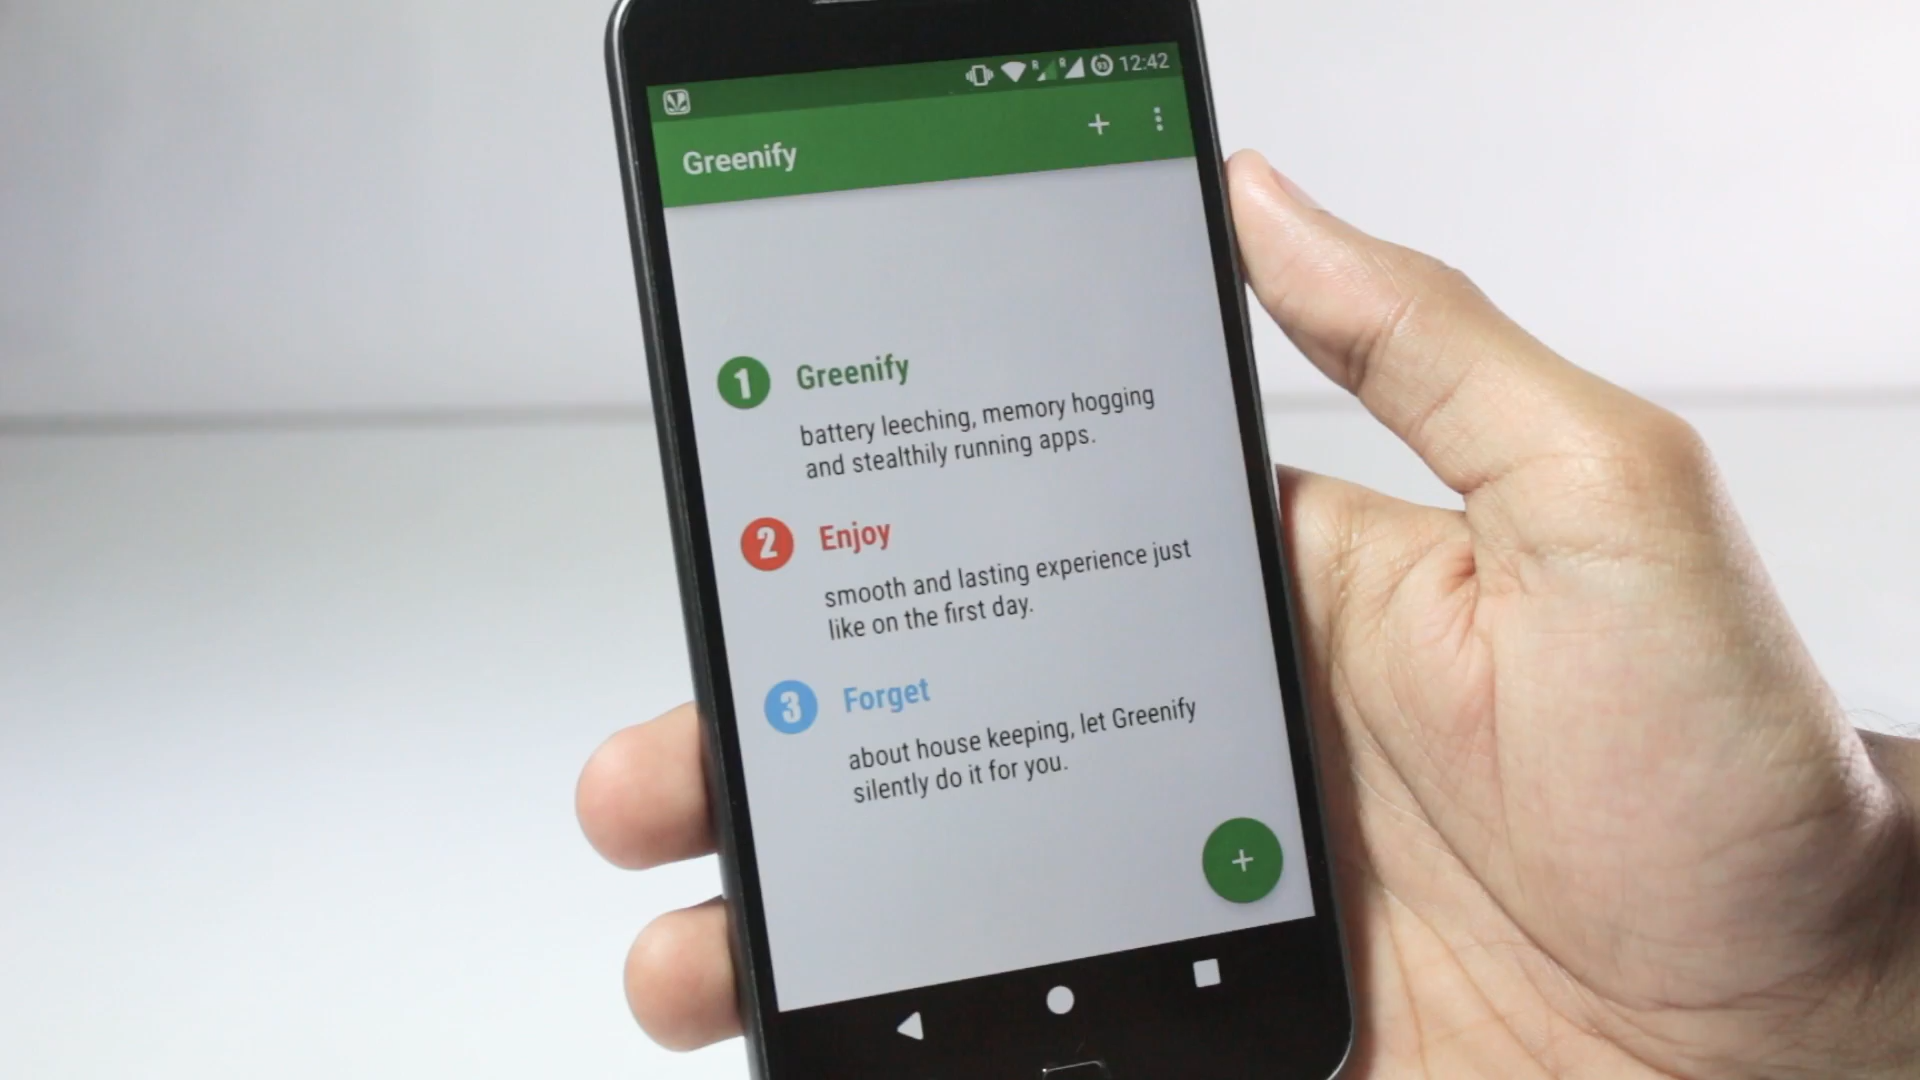 R R 93 12:42
Greenify
1 Greenify
battery leeching, memory hogging
and stealthily running apps.
2 Enjoy
smooth and lasting experience just
like on the first day.
3 Forget
about house keeping, let Greenify
silently do it for you.